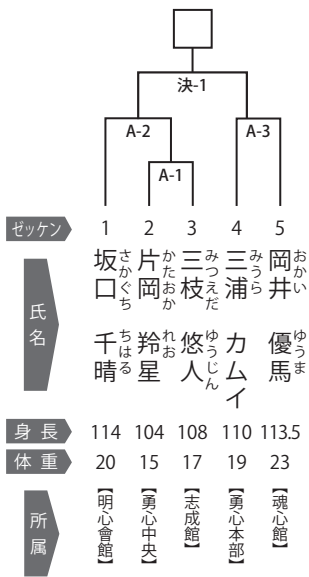 決-1
A-2
A-3
A-1
ゼッケン 1 2 3 4 5
氏名
坂口 千晴
さかぐち ちはる
片岡 羚星
かたおか れお
三枝 悠人
みつえだ ゆうじん
三浦 カムイ
みうら
岡井 優馬
おかい ゆうま
身長 114 104 108 110 113.5
体重 20 15 17 19 23
所属
【明心會館】
【勇心中央】
【志成館】
【勇心本部】
【魂心館】